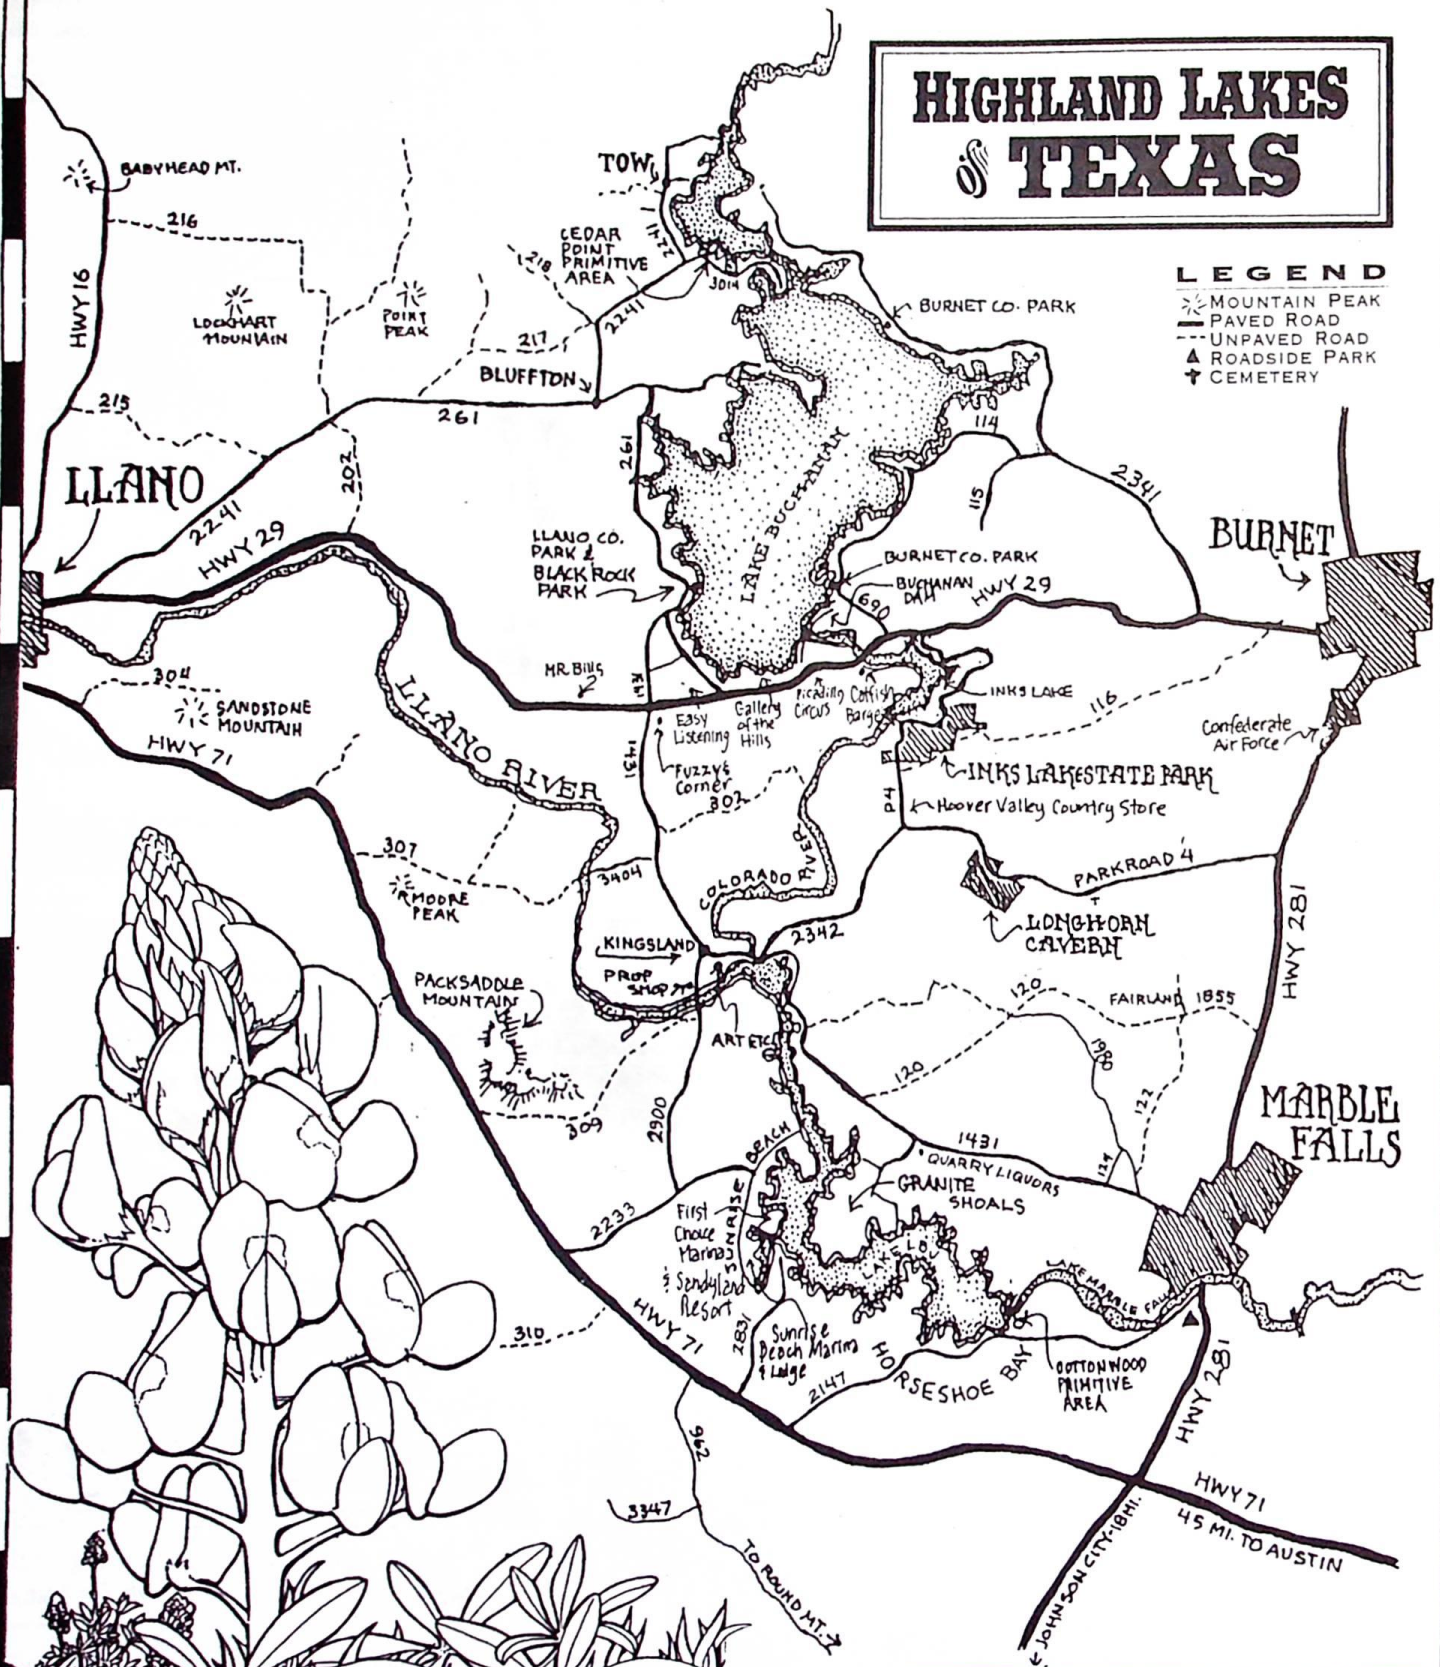 HIGHLAND LAKES
OF TEXAS
LEGEND
MOUNTAIN PEAK
PAVED ROAD
UNPAVED ROAD
ROADSIDE PARK
CEMETERY
TOW
BABYHEAD MT.
216
HWY 16
LOCKHART
MOUNTAIN
POINT
PEAK
215
CEDAR
POINT
PRIMITIVE
AREA
2241
3014
218
2241
217
BLUFFTON
261
261
BURNET CO. PARK
114
115
2341
LLANO
202
2241
HWY 29
LAKE BUCHANAN
LLANO CO.
PARK &
BLACK ROCK
PARK
BURNET CO. PARK
BUCHANAN
DAM
690
HWY 29
BURNET
304
SANDSTONE
MOUNTAIN
HWY 71
LLANO RIVER
MR. BILLS
RM
1431
Easy
Listening
Gallery
of the
Hills
Picadilly
Circus
Catfish
Barge
INKS LAKE
116
Confederate
Air Force
Fuzzy's
Corner
302
INKS LAKE STATE PARK
P4
Hoover Valley Country Store
307
MOORE
PEAK
3404
COLORADO RIVER
PARK ROAD 4
LONGHORN
CAVERN
2342
HWY 281
KINGSLAND
PROP
SHOP
PACKSADDLE
MOUNTAIN
ART ETC.
120
FAIRLAND
1855
120
1980
122
309
2900
MARBLE
FALLS
1431
QUARRY LIQUORS
124
GRANITE
SHOALS
SUNRISE BEACH
2233
First
Choice
Marina
& Sandyland
Resort
LAKE LBJ
LAKE MARBLE FALLS
310
HWY 71
2831
Sunrise
Beach Marina
& Lodge
2147
HORSESHOE BAY
COTTONWOOD
PRIMITIVE
AREA
HWY 281
962
3347
TO ROUND MT.
HWY 71
45 MI. TO AUSTIN
JOHNSON CITY-18 MI.